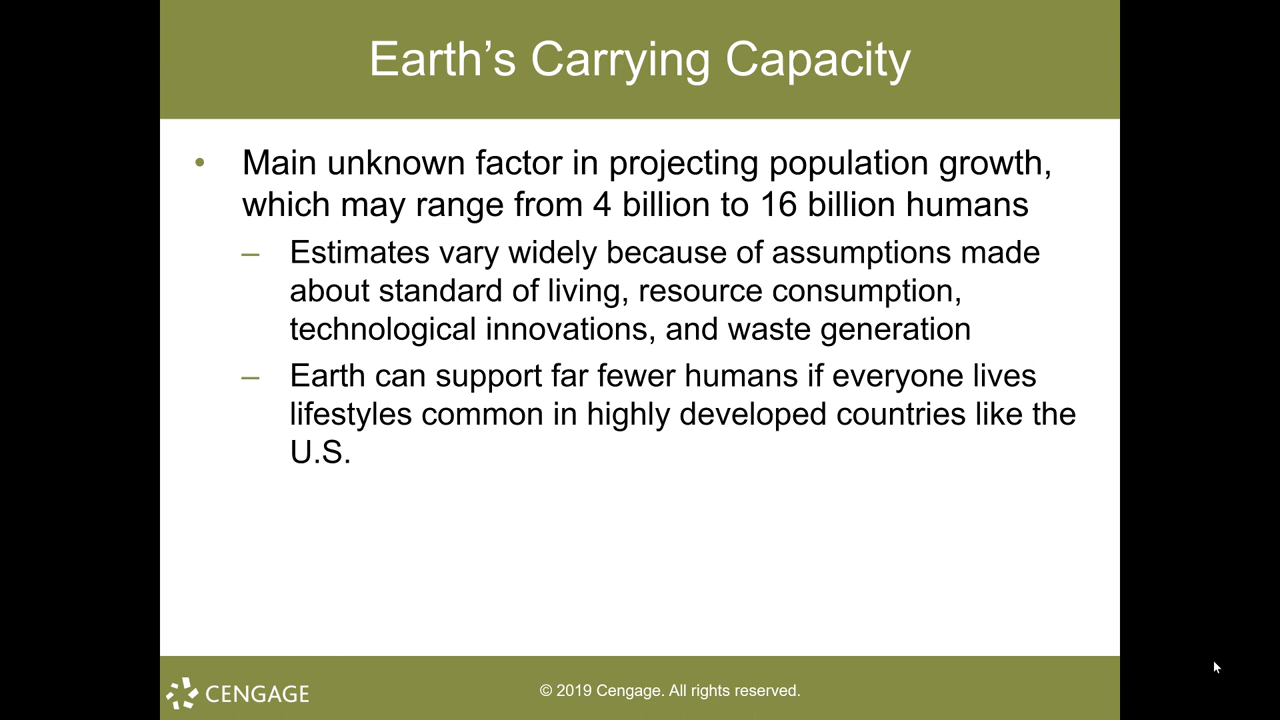 Earth’s Carrying Capacity
• Main unknown factor in projecting population growth,
which may range from 4 billion to 16 billion humans
– Estimates vary widely because of assumptions made
about standard of living, resource consumption,
technological innovations, and waste generation
– Earth can support far fewer humans if everyone lives
lifestyles common in highly developed countries like the
U.S.
CENGAGE
© 2019 Cengage. All rights reserved.